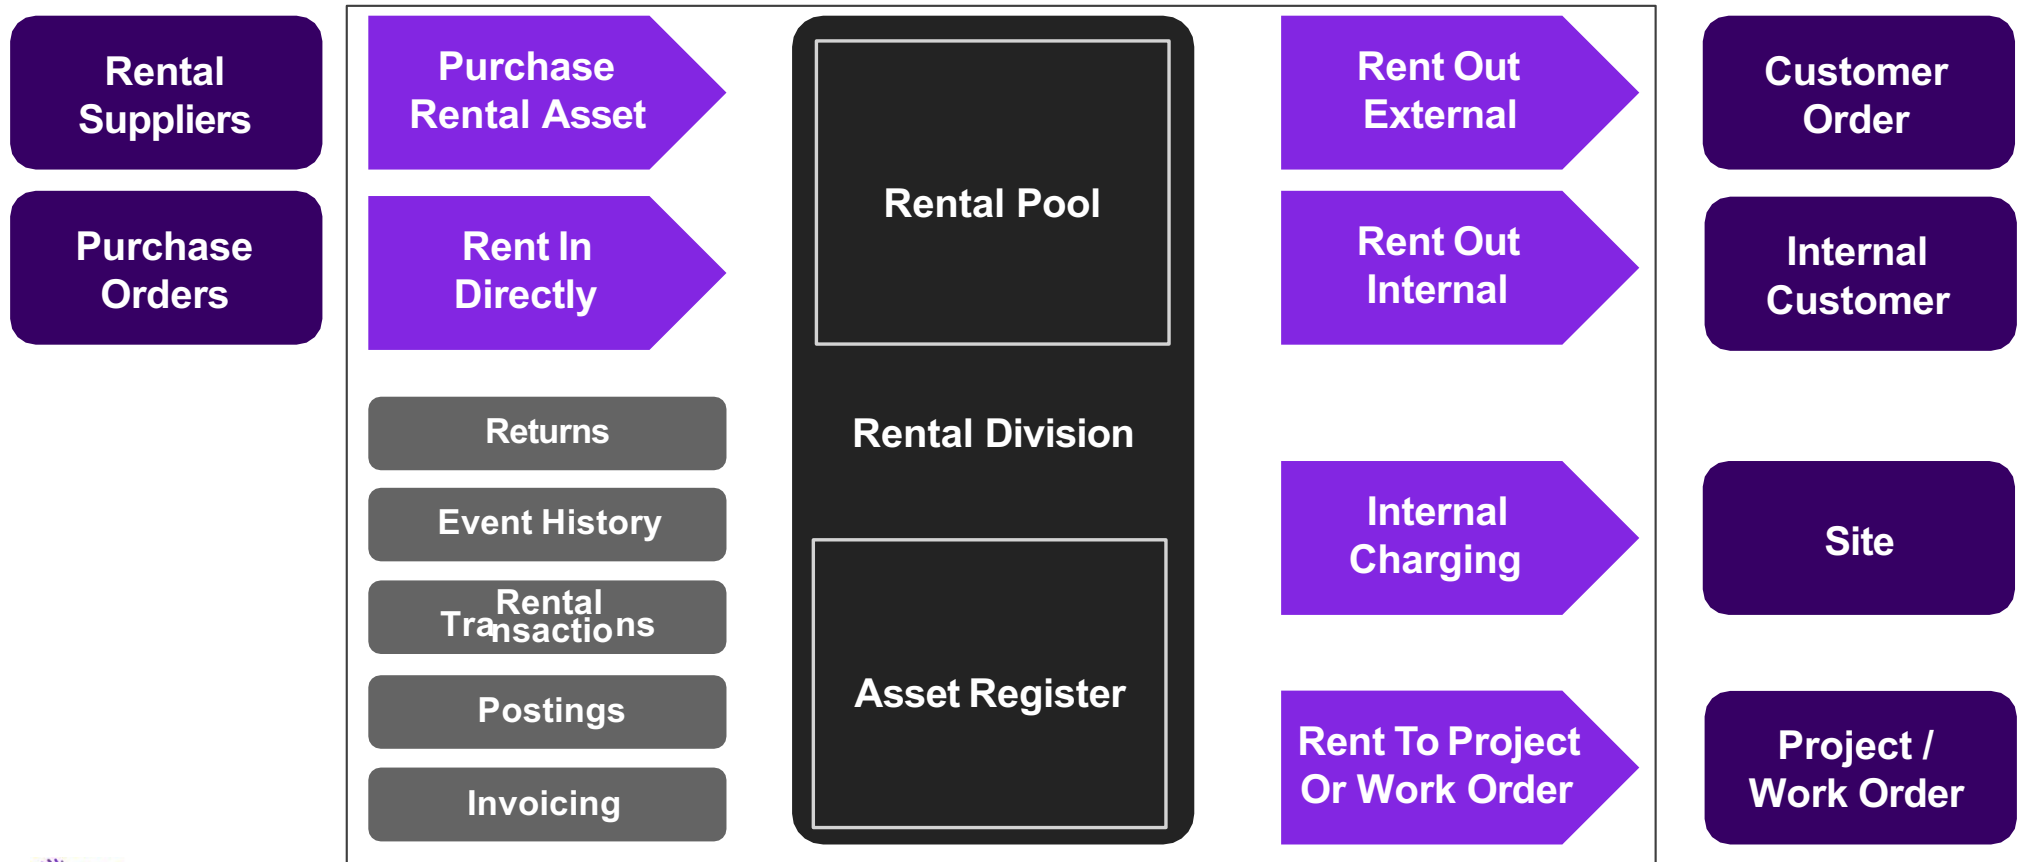 Rental
Suppliers
Purchase
Orders
Purchase
Rental Asset
Rent In
Directly
Returns
Event History
Rental
Transactions
Postings
Invoicing
Rental Pool
Rental Division
Asset Register
Rent Out
External
Rent Out
Internal
Internal
Charging
Rent To Project
Or Work Order
Customer
Order
Internal
Customer
Site
Project /
Work Order